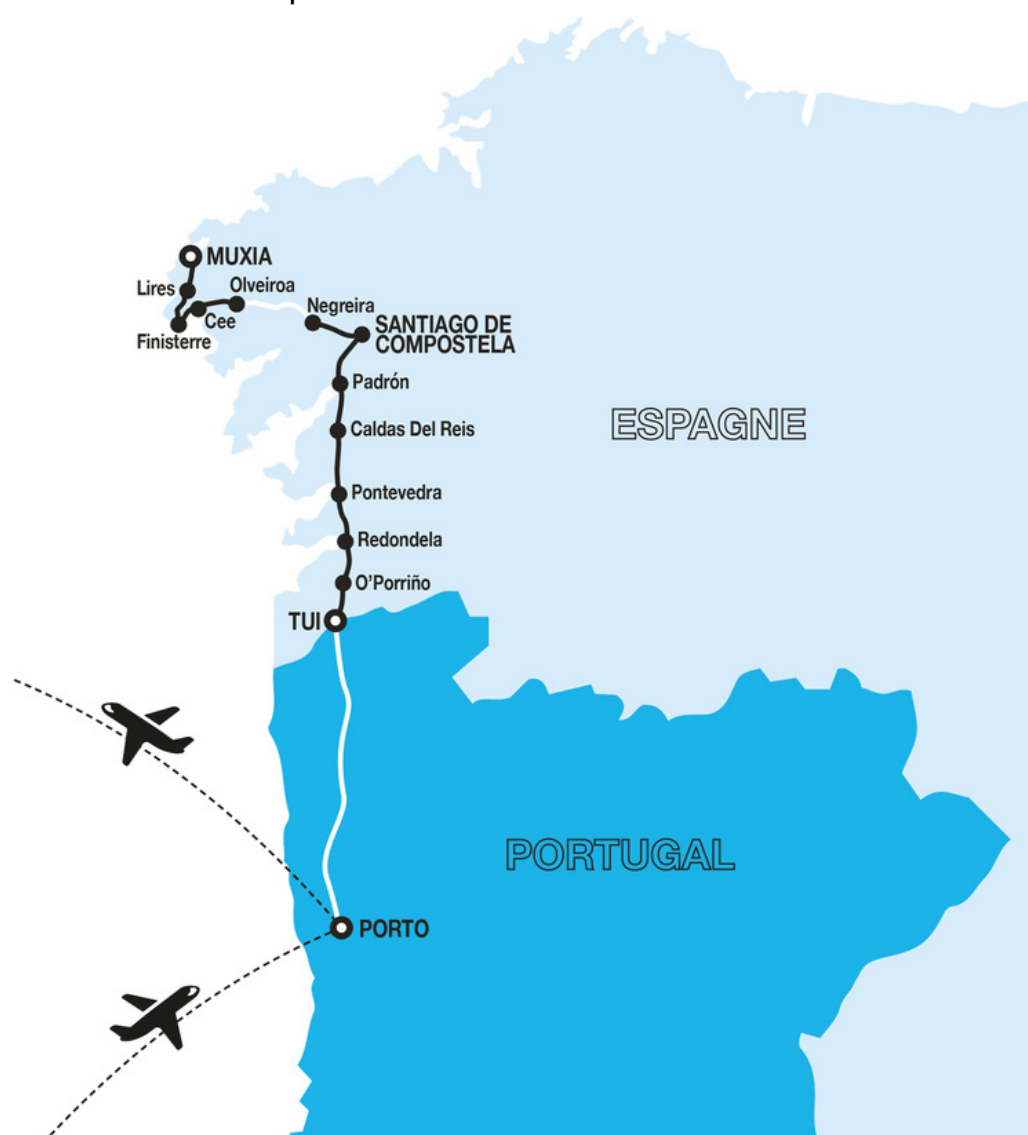 MUXIA
Lires
Olveiroa
Cee
Finisterre
Negreira
SANTIAGO DE
COMPOSTELA
Padrón
Caldas Del Reis
ESPAGNE
Pontevedra
Redondela
O'Porriño
TUI
PORTUGAL
PORTO